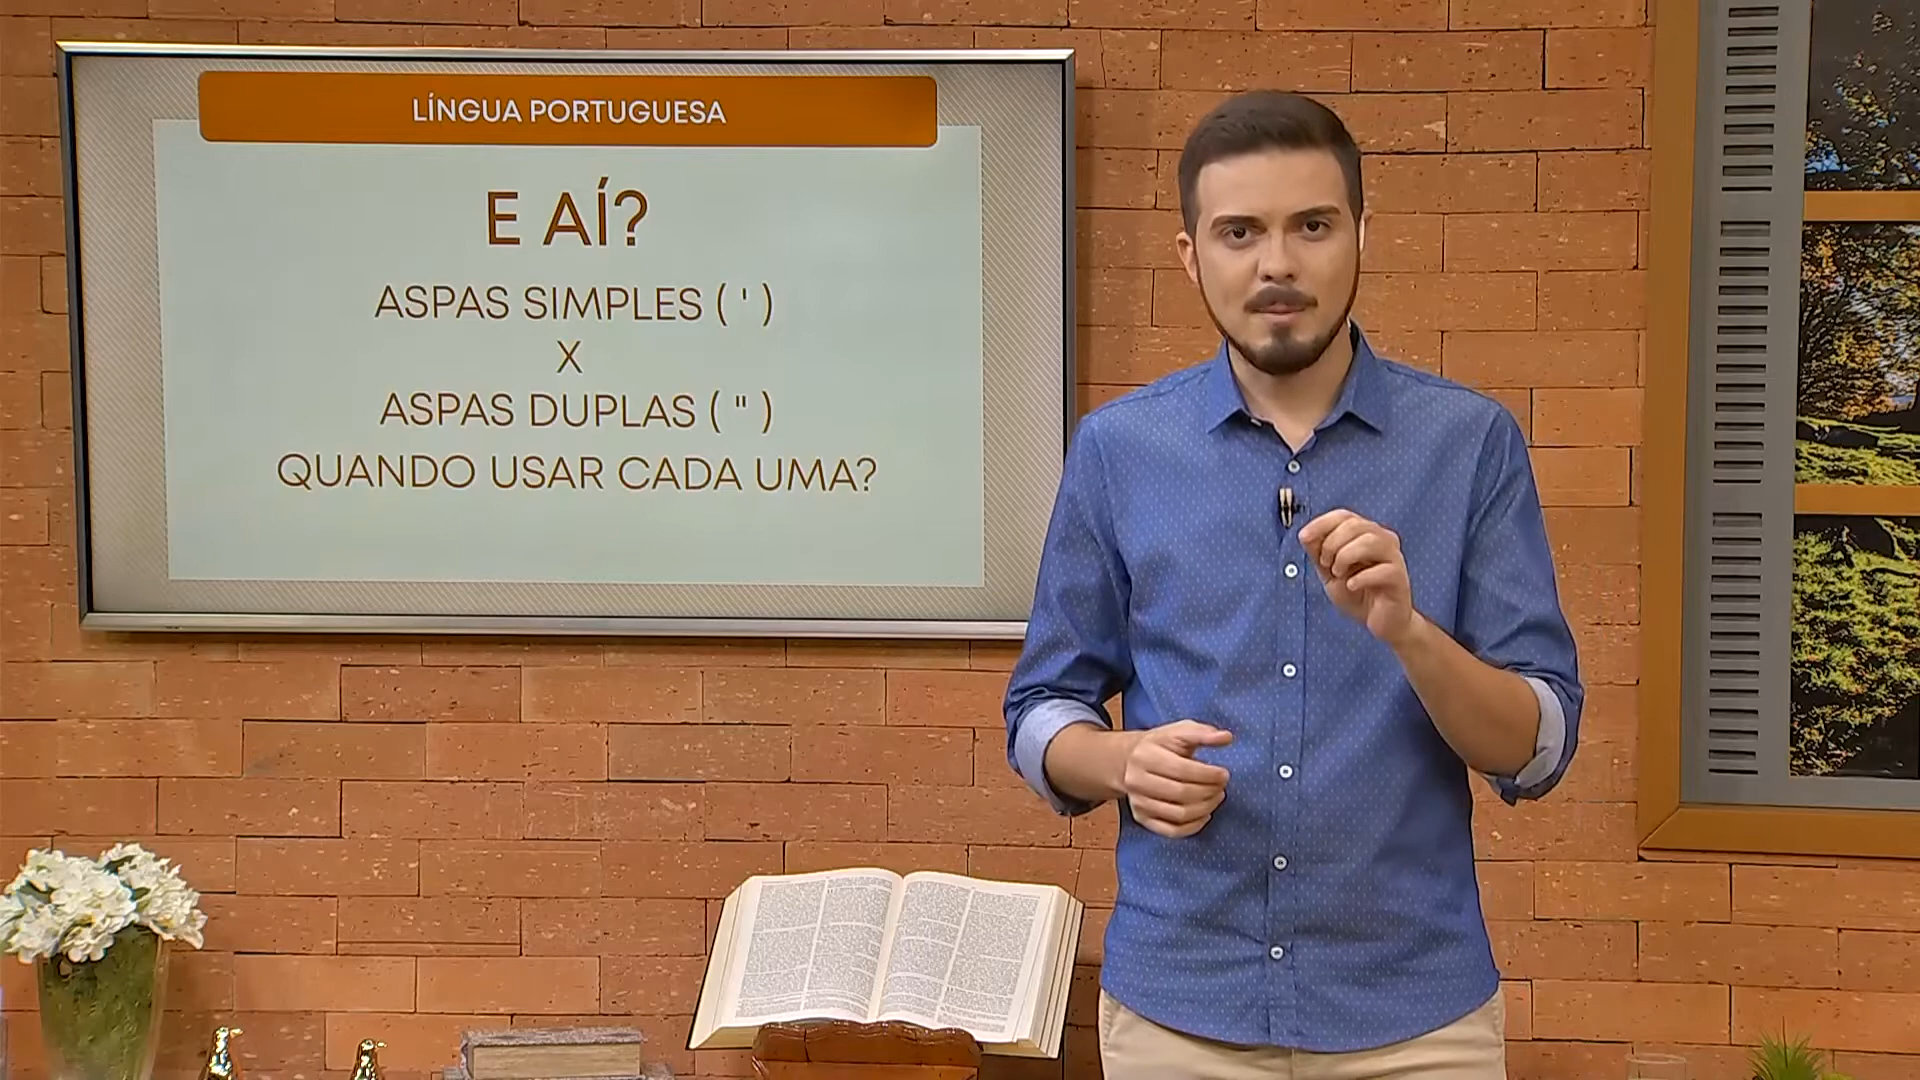 LÍNGUA PORTUGUESA
E AÍ?
ASPAS SIMPLES ( ' )
X
ASPAS DUPLAS ( " )
QUANDO USAR CADA UMA?